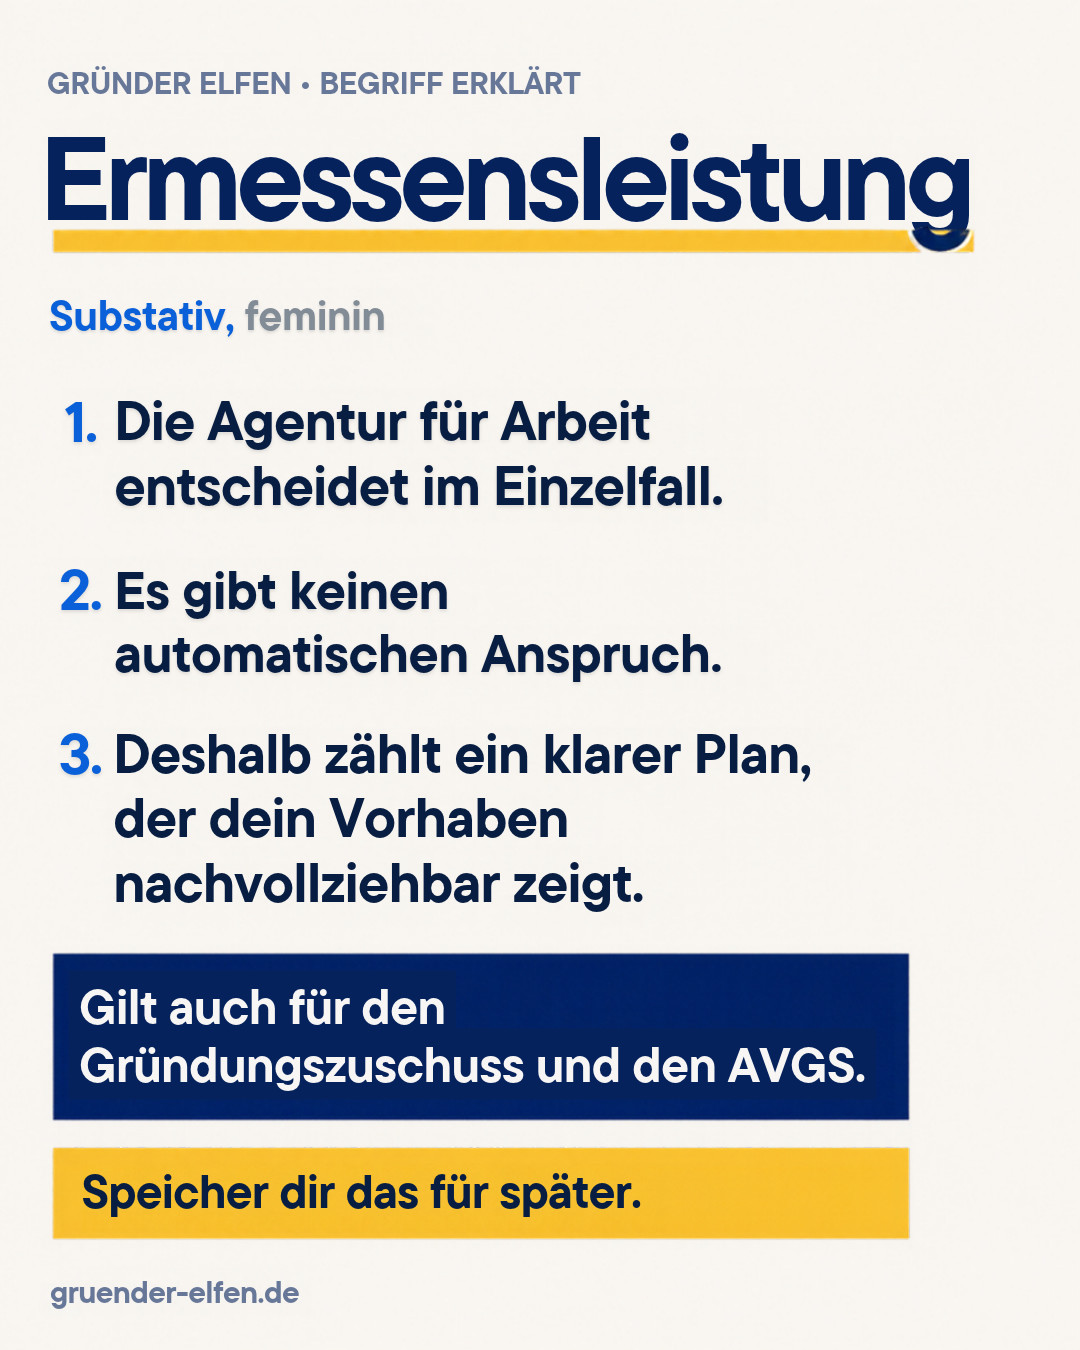 GRÜNDER ELFEN • BEGRIFF ERKLÄRT
Ermessensleistung
Substativ, feminin
1. Die Agentur für Arbeit
entscheidet im Einzelfall.
2. Es gibt keinen
automatischen Anspruch.
3. Deshalb zählt ein klarer Plan,
der dein Vorhaben
nachvollziehbar zeigt.
Gilt auch für den
Gründungszuschuss und den AVGS.
Speicher dir das für später.
gruender-elfen.de